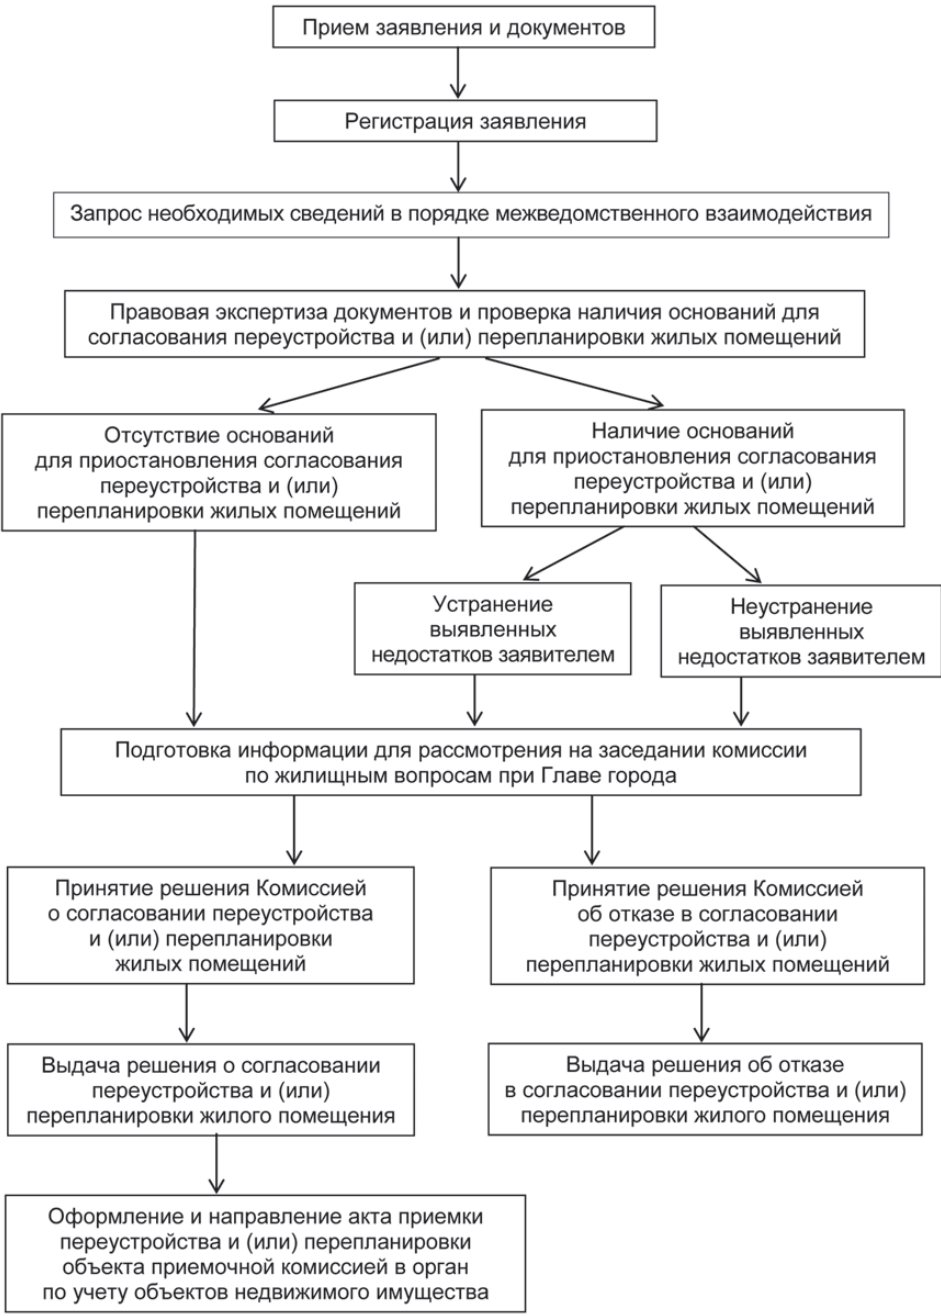 Прием заявления и документов
Регистрация заявления
Запрос необходимых сведений в порядке межведомственного взаимодействия
Правовая экспертиза документов и проверка наличия оснований для
согласования переустройства и (или) перепланировки жилых помещений
Отсутствие оснований
для приостановления согласования
переустройства и (или)
перепланировки жилых помещений
Наличие оснований
для приостановления согласования
переустройства и (или)
перепланировки жилых помещений
Устранение
выявленных
недостатков заявителем
Неустранение
выявленных
недостатков заявителем
Подготовка информации для рассмотрения на заседании комиссии
по жилищным вопросам при Главе города
Принятие решения Комиссией
о согласовании переустройства
и (или) перепланировки
жилых помещений
Принятие решения Комиссией
об отказе в согласовании
переустройства и (или)
перепланировки жилых помещений
Выдача решения о согласовании
переустройства и (или)
перепланировки жилого помещения
Выдача решения об отказе
в согласовании переустройства и (или)
перепланировки жилого помещения
Оформление и направление акта приемки
переустройства и (или) перепланировки
объекта приемочной комиссией в орган
по учету объектов недвижимого имущества